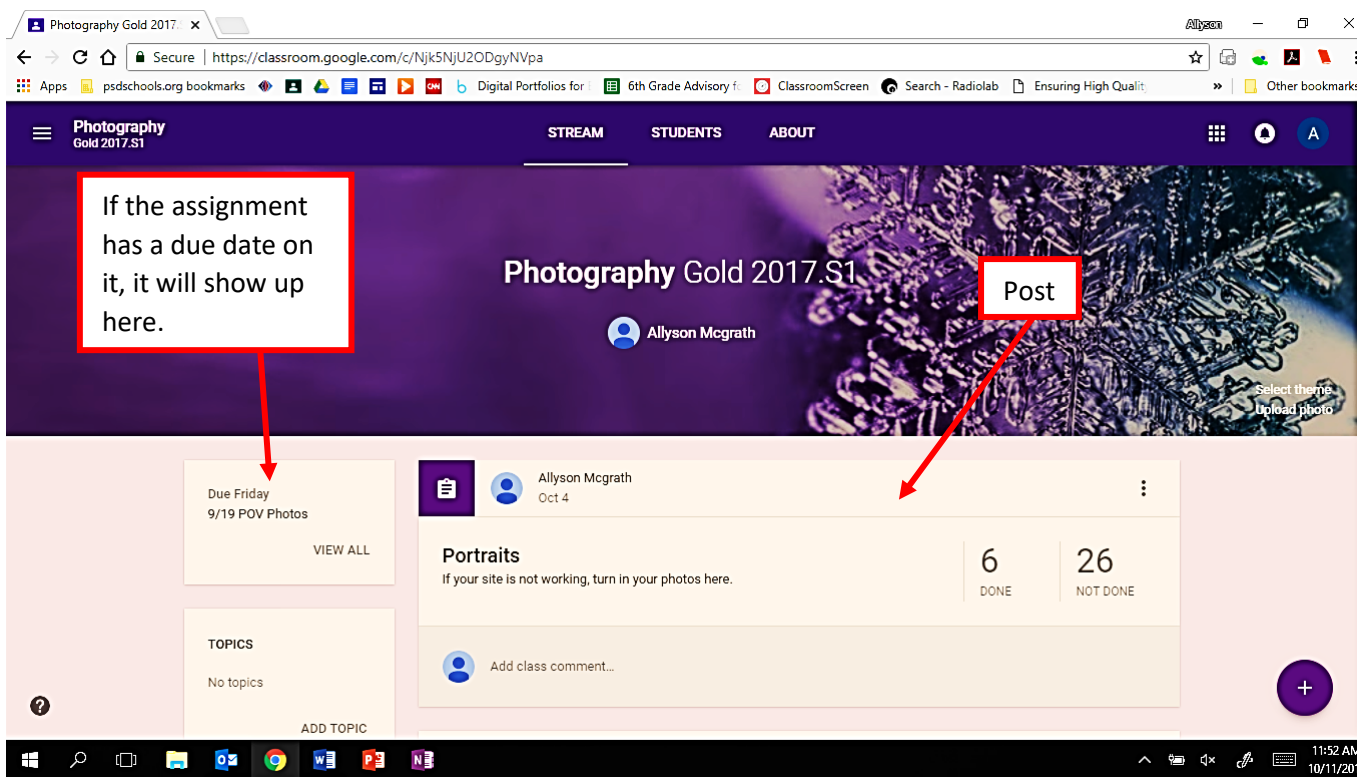 Photography Gold 2017.
Allyson
Secure | https://classroom.google.com/c/Njk5NjU2ODgyNVpa
Apps psdschools.org bookmarks CNN Digital Portfolios for 6th Grade Advisory fo ClassroomScreen Search - Radiolab Ensuring High Qualit » Other bookmarks
Photography
Gold 2017.S1
STREAM STUDENTS ABOUT
A
If the assignment
has a due date on
it, it will show up
here.
Photography Gold 2017.S1
Post
Allyson Mcgrath
Select theme
Upload photo
Due Friday
9/19 POV Photos
VIEW ALL
Allyson Mcgrath
Oct 4
Portraits
If your site is not working, turn in your photos here.
6
DONE
26
NOT DONE
TOPICS
No topics
ADD TOPIC
Add class comment...
11:52 AM
10/11/201